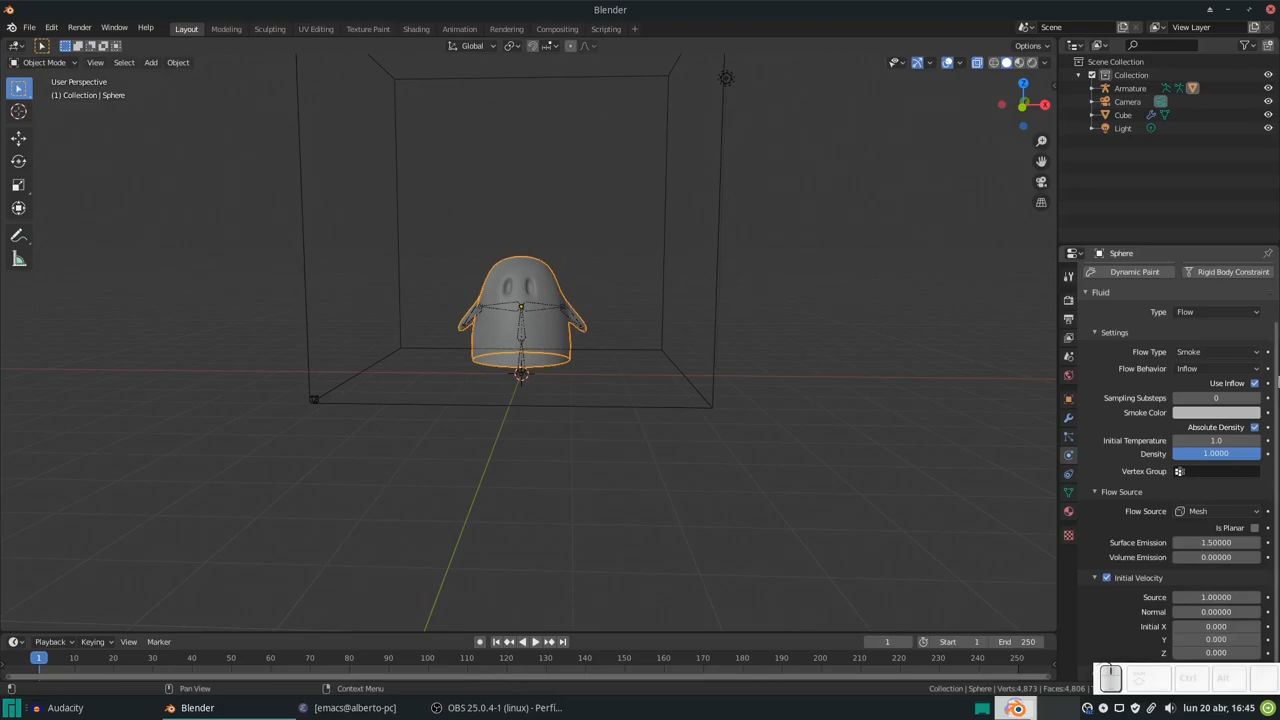 Blender
File Edit Render Window Help
Layout Modeling Sculpting UV Editing Texture Paint Shading Animation Rendering Compositing Scripting
Scene
View Layer
Global
Options
Object Mode View Select Add Object
User Perspective
(1) Collection | Sphere
Z
X
Scene Collection
Collection
Armature
Camera
Cube
Light
Sphere
Dynamic Paint
Rigid Body Constraint
Fluid
Type Flow
Settings
Flow Type Smoke
Flow Behavior Inflow
Use Inflow
Sampling Substeps 0
Smoke Color
Absolute Density
Initial Temperature 1.0
Density 1.0000
Vertex Group
Flow Source
Flow Source Mesh
Is Planar
Surface Emission 1.50000
Volume Emission 0.00000
Initial Velocity
Source 1.00000
Normal 0.00000
Initial X 0.000
Y 0.000
Z 0.000
Playback Keying View Marker
1
Start 1
End 250
1 10 20 30 40 50 60 70 80 90 100 110 120 130 140 150 160 170 180 190 200 210 220 230 240 250
Pan View
Context Menu
Collection | Sphere | Verts:4,873 | Faces:4,806
Ctrl Alt
Audacity
Blender
[emacs@alberto-pc]
OBS 25.0.4-1 (linux) - Perfi...
lun 20 abr, 16:45